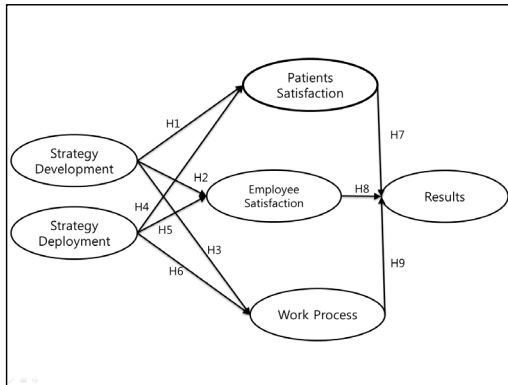 Patients
Satisfaction
H1
H7
Strategy
Development
H2
Employee
Satisfaction
H8
Results
H4
Strategy
Deployment
H5
H3
H6
H9
Work Process